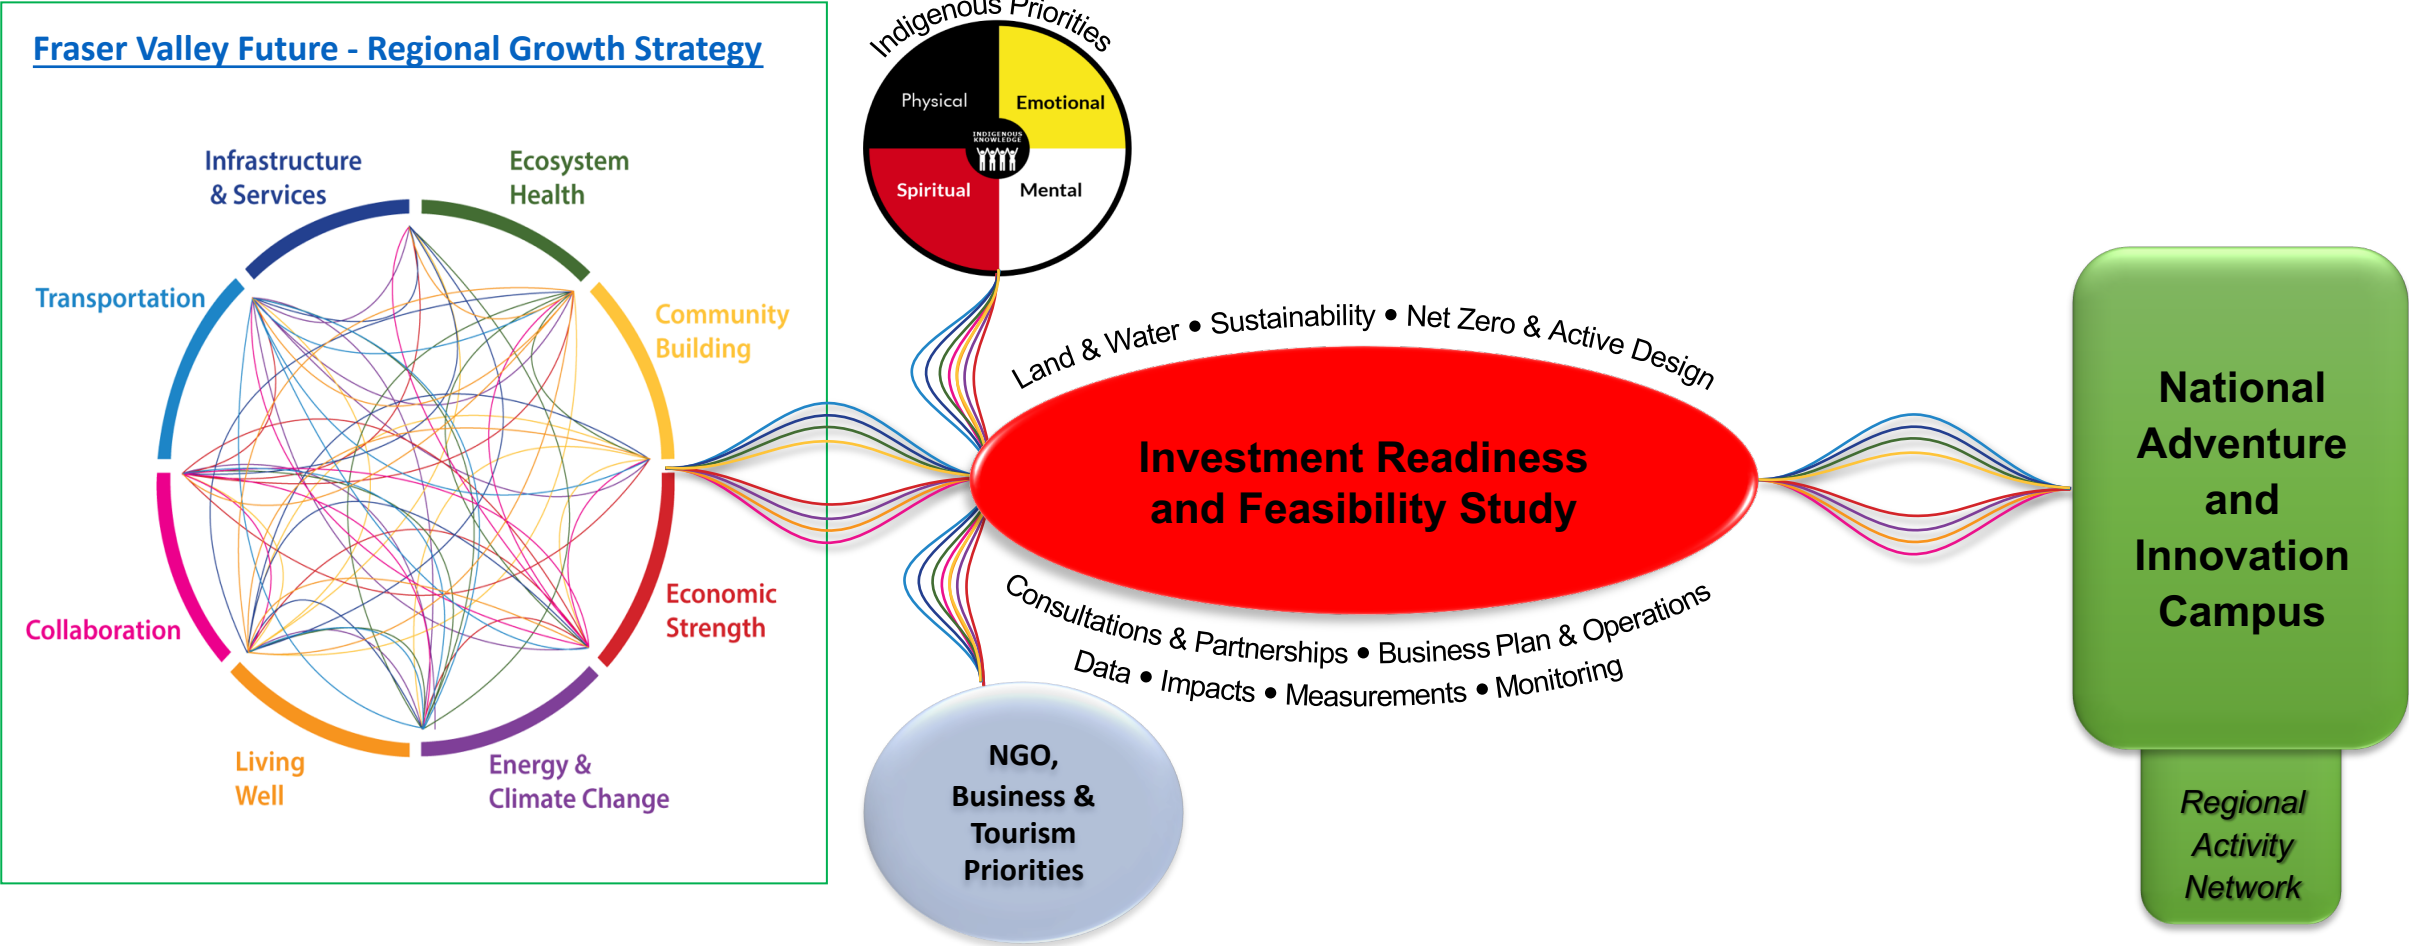 Fraser Valley Future - Regional Growth Strategy
Infrastructure
& Services
Ecosystem
Health
Transportation
Community
Building
Collaboration
Economic
Strength
Living
Well
Energy &
Climate Change
Indigenous Priorities
Physical
Emotional
INDIGENOUS
KNOWLEDGE
Spiritual
Mental
Land & Water • Sustainability • Net Zero & Active Design
Investment Readiness
and Feasibility Study
Consultations & Partnerships • Business Plan & Operations
Data • Impacts • Measurements • Monitoring
NGO,
Business &
Tourism
Priorities
National
Adventure
and
Innovation
Campus
Regional
Activity
Network